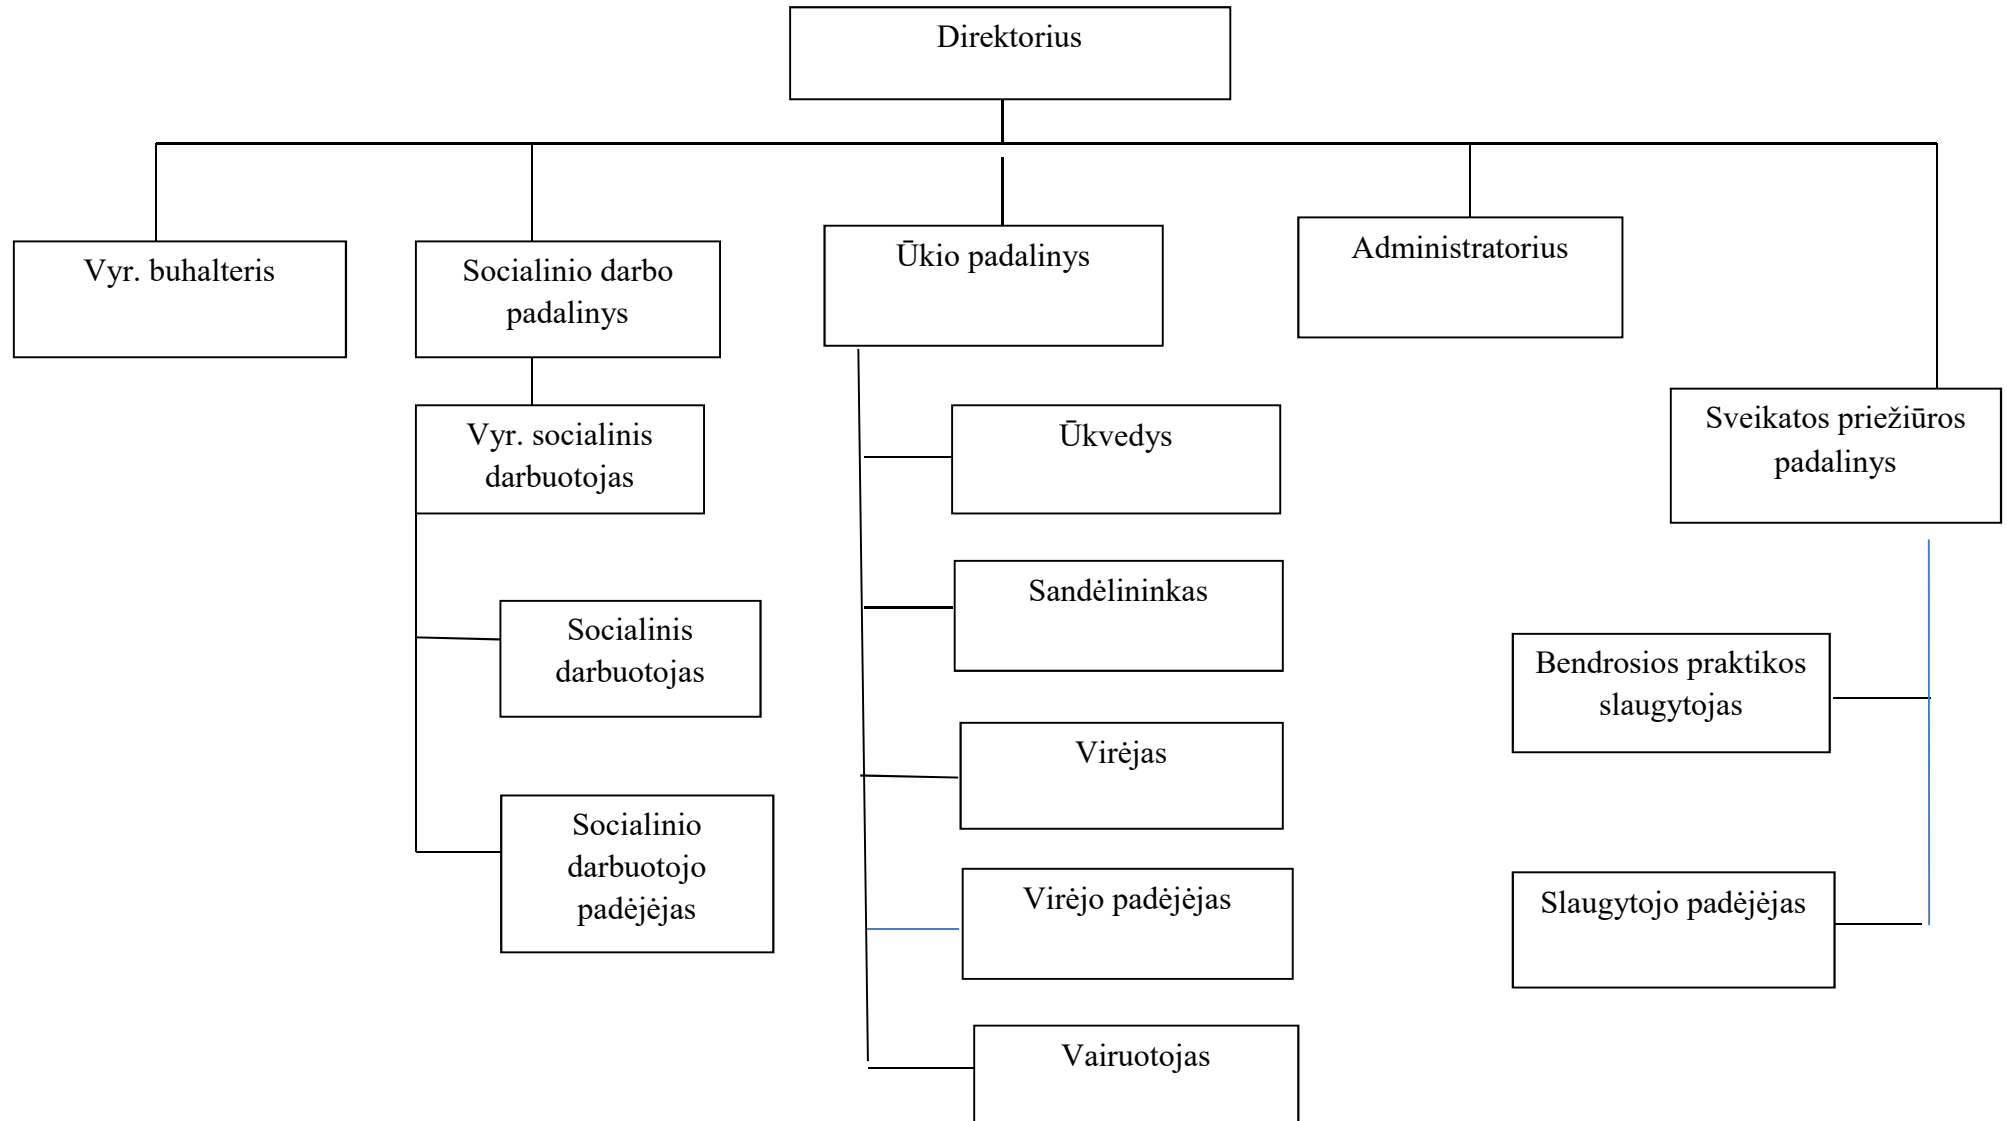 Direktorius
Vyr. buhalteris
Socialinio darbo
padalinys
Ūkio padalinys
Administratorius
Sveikatos priežiūros
padalinys
Vyr. socialinis
darbuotojas
Socialinis
darbuotojas
Socialinio
darbuotojo
padėjėjas
Ūkvedys
Sandėlininkas
Virėjas
Virėjo padėjėjas
Vairuotojas
Bendrosios praktikos
slaugytojas
Slaugytojo padėjėjas